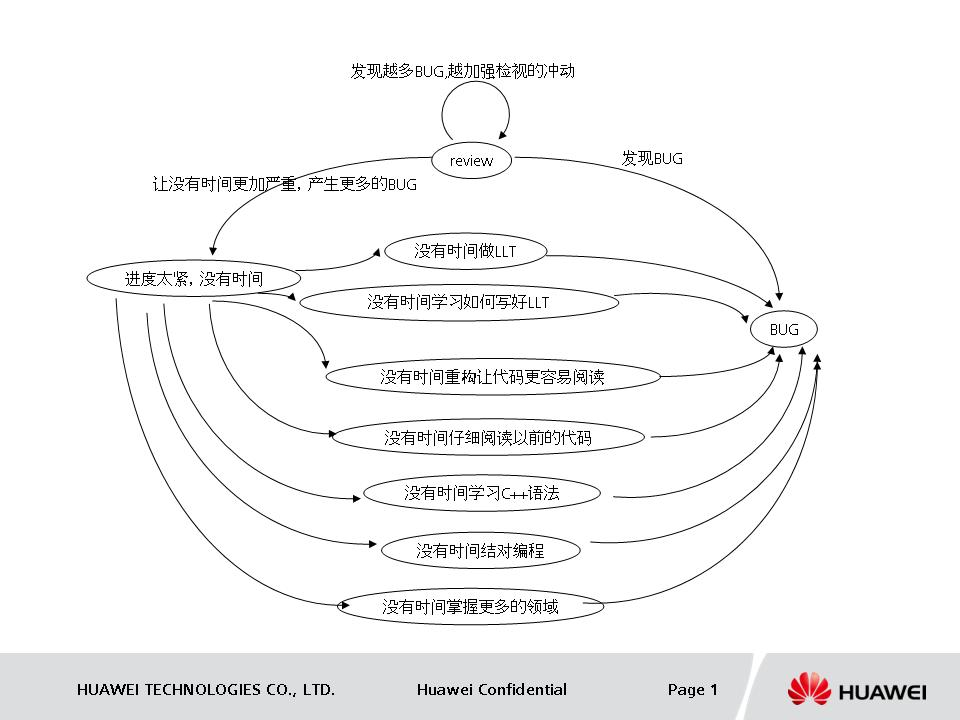 发现越多BUG,越加强检视的冲动
review
发现BUG
让没有时间更加严重，产生更多的BUG
没有时间做LLT
进度太紧，没有时间
没有时间学习如何写好LLT
BUG
没有时间重构让代码更容易阅读
没有时间仔细阅读以前的代码
没有时间学习C++语法
没有时间结对编程
没有时间掌握更多的领域
HUAWEI TECHNOLOGIES CO., LTD.
Huawei Confidential
Page 1
HUAWEI